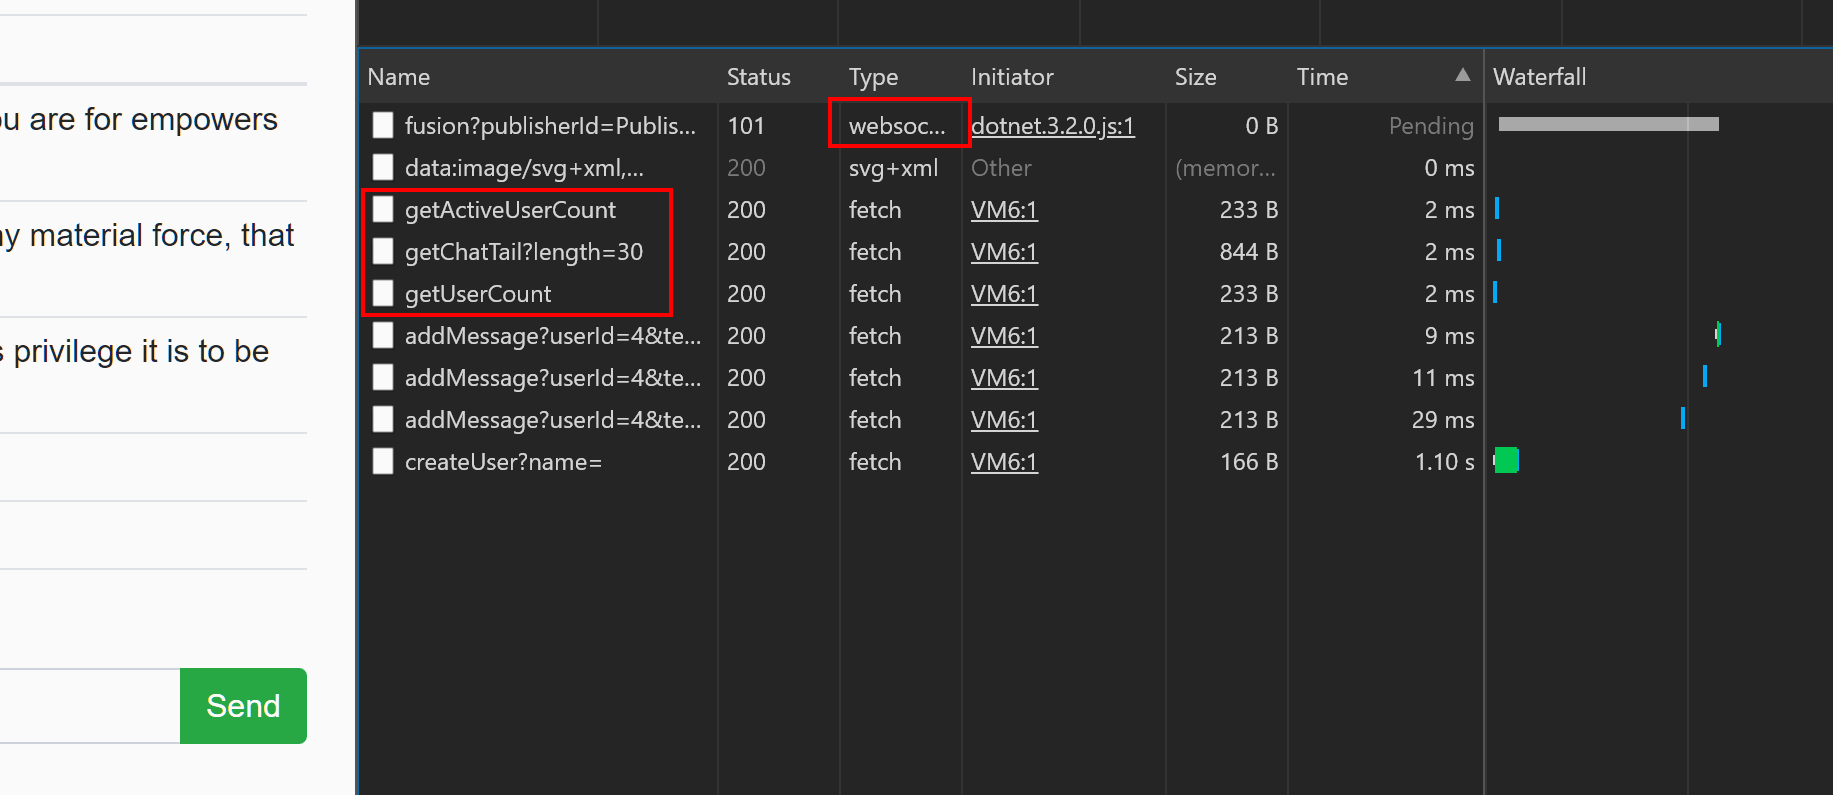 ou are for empowers
y material force, that
s privilege it is to be
Send
Name Status Type Initiator Size Time Waterfall
fusion?publisherId=Publis... 101 websoc... dotnet.3.2.0.js:1 0 B Pending
data:image/svg+xml,... 200 svg+xml Other (memor... 0 ms
getActiveUserCount 200 fetch VM6:1 233 B 2 ms
getChatTail?length=30 200 fetch VM6:1 844 B 2 ms
getUserCount 200 fetch VM6:1 233 B 2 ms
addMessage?userId=4&te... 200 fetch VM6:1 213 B 9 ms
addMessage?userId=4&te... 200 fetch VM6:1 213 B 11 ms
addMessage?userId=4&te... 200 fetch VM6:1 213 B 29 ms
createUser?name= 200 fetch VM6:1 166 B 1.10 s